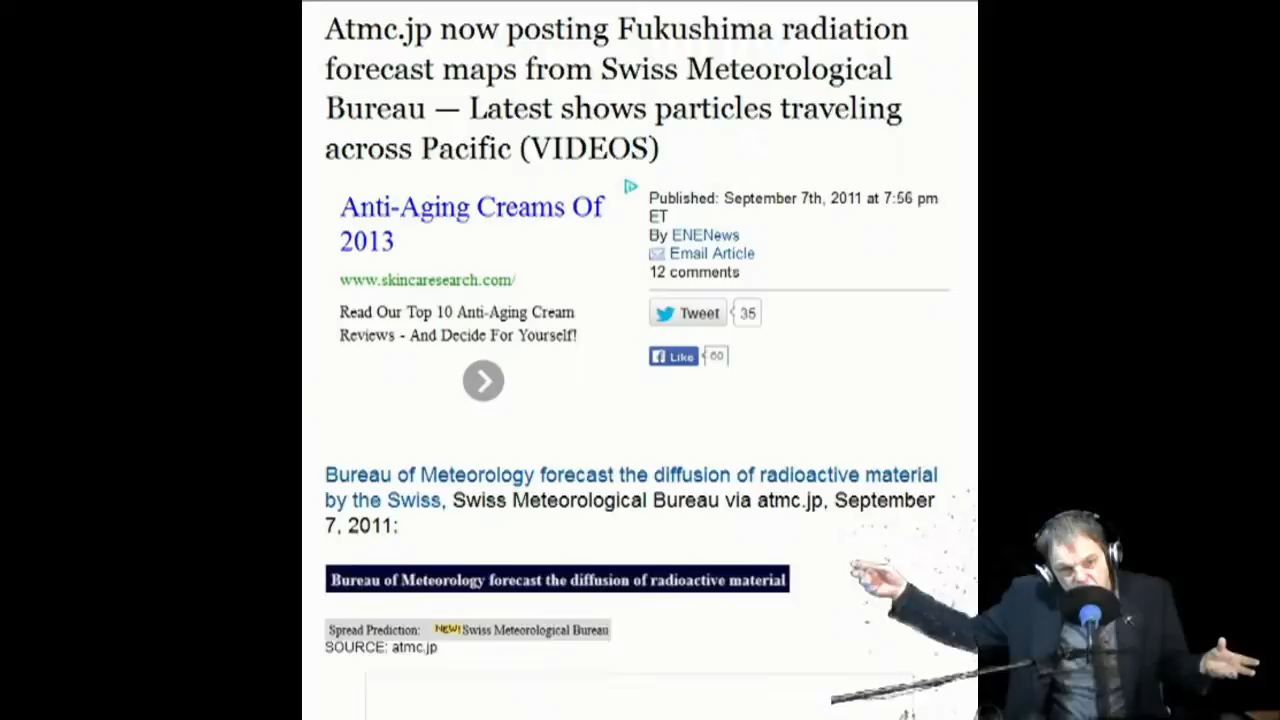 Atmc.jp now posting Fukushima radiation
forecast maps from Swiss Meteorological
Bureau — Latest shows particles traveling
across Pacific (VIDEOS)
Anti-Aging Creams Of
2013
www.skincaresearch.com/
Read Our Top 10 Anti-Aging Cream
Reviews - And Decide For Yourself!
Published: September 7th, 2011 at 7:56 pm
ET
By ENENews
Email Article
12 comments
Tweet 35
Like 60
Bureau of Meteorology forecast the diffusion of radioactive material
by the Swiss, Swiss Meteorological Bureau via atmc.jp, September
7, 2011:
Bureau of Meteorology forecast the diffusion of radioactive material
Spread Prediction: NEW! Swiss Meteorological Bureau
SOURCE: atmc.jp